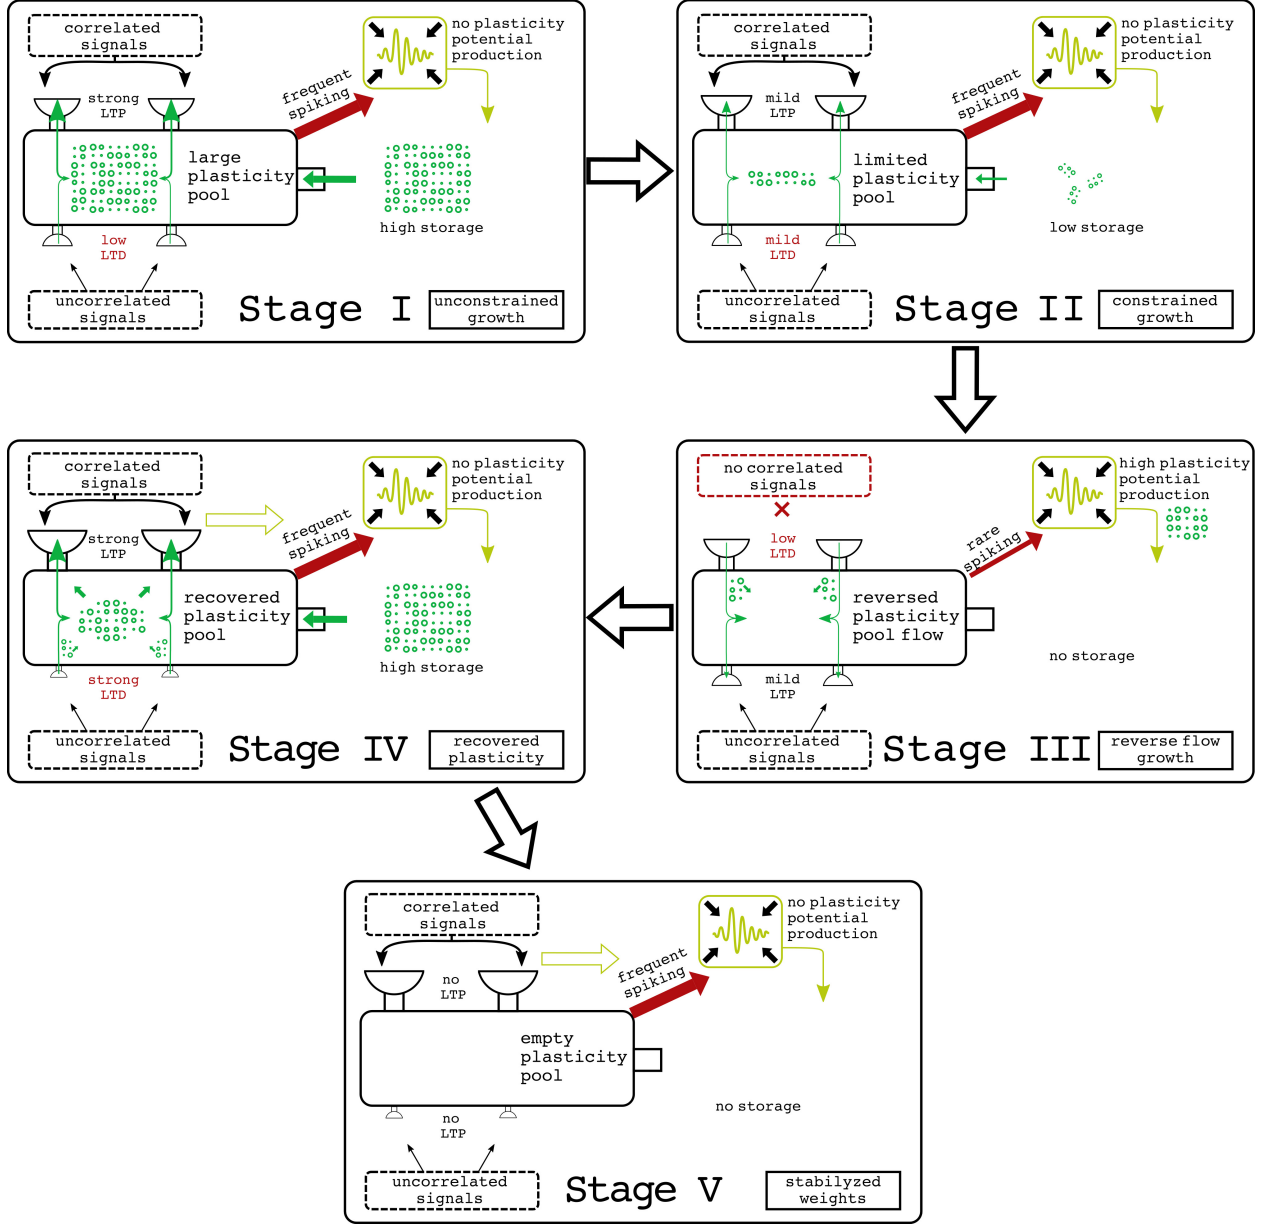 correlated
signals
no plasticity
potential
production
frequent
spiking
strong
LTP
large
plasticity
pool
high storage
low
LTD
uncorrelated
signals
Stage I
unconstrained
growth
correlated
signals
no plasticity
potential
production
frequent
spiking
mild
LTP
limited
plasticity
pool
low storage
mild
LTD
uncorrelated
signals
Stage II
constrained
growth
correlated
signals
no plasticity
potential
production
frequent
spiking
strong
LTP
recovered
plasticity
pool
high storage
strong
LTD
uncorrelated
signals
Stage IV
recovered
plasticity
no correlated
signals
high plasticity
potential
production
rare
spiking
low
LTD
reversed
plasticity
pool flow
no storage
mild
LTP
uncorrelated
signals
Stage III
reverse flow
growth
correlated
signals
no plasticity
potential
production
frequent
spiking
no
LTP
empty
plasticity
pool
no storage
no
LTP
uncorrelated
signals
Stage V
stabilyzed
weights